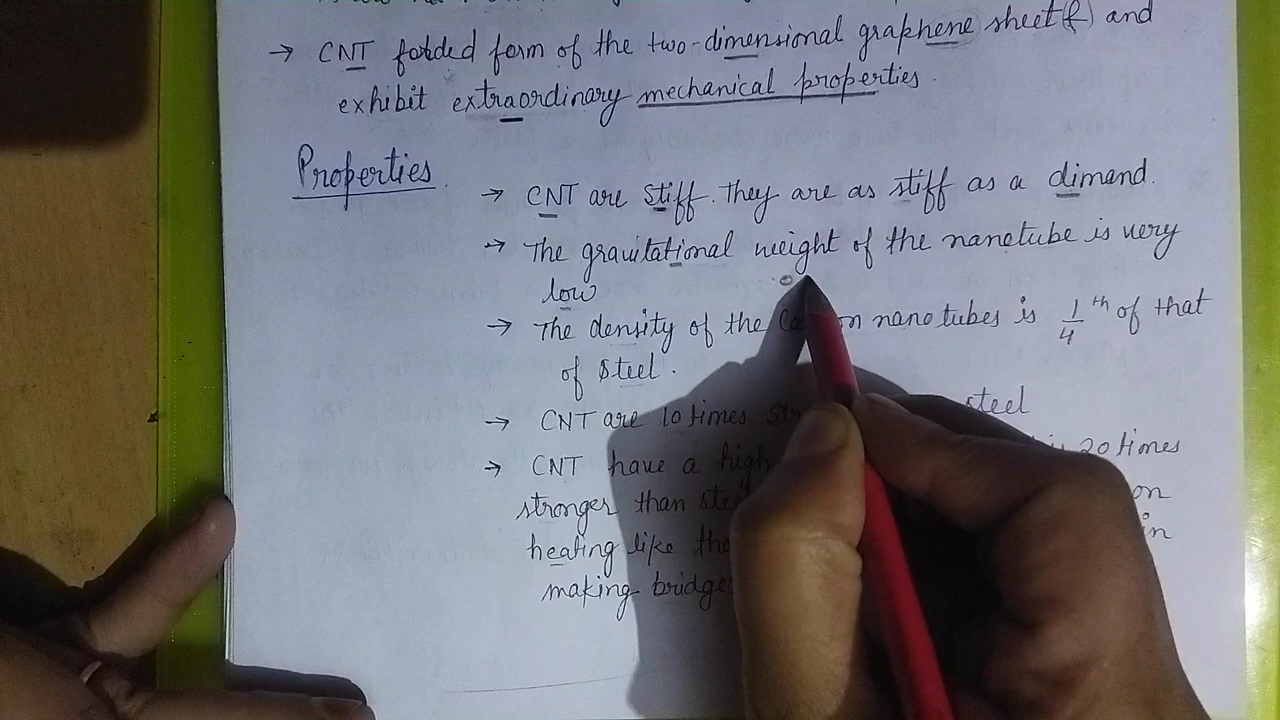 → CNT folded form of the two-dimensional graphene sheet(f) and
exhibit extraordinary mechanical properties.
Properties
→ CNT are stiff. They are as stiff as a dimand.
→ The gravitational weight of the nanotube is very
low
→ The density of the nanotubes is 1/4 th of that
of steel.
→ CNT are 10 times steel
→ CNT have a high 20 times
stronger than on
heating like in
making